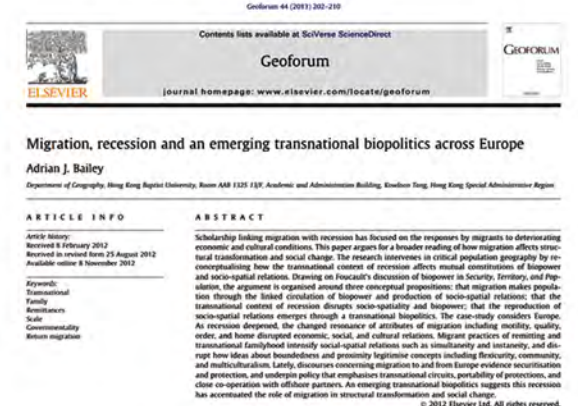 Geoforum 44 (2013) 202–210
Contents lists available at SciVerse ScienceDirect
Geoforum
journal homepage: www.elsevier.com/locate/geoforum
ELSEVIER
GEOFORUM
Migration, recession and an emerging transnational biopolitics across Europe
Adrian J. Bailey
Department of Geography, Hong Kong Baptist University, Room AAB 1325 13/F, Academic and Administration Building, Kowloon Tong, Hong Kong Special Administrative Region
ARTICLE INFO
Article history:
Received 8 February 2012
Received in revised form 25 August 2012
Available online 8 November 2012
Keywords:
Transnational
Family
Remittances
Scale
Governmentality
Return migration
ABSTRACT
Scholarship linking migration with recession has focused on the responses by migrants to deteriorating
economic and cultural conditions. This paper argues for a broader reading of how migration affects struc-
tural transformation and social change. The research intervenes in critical population geography by re-
conceptualising how the transnational context of recession affects mutual constitutions of biopower
and socio-spatial relations. Drawing on Foucault's discussion of biopower in Security, Territory, and Pop-
ulation, the argument is organised around three conceptual propositions: that migration makes popula-
tion through the linked circulation of biopower and production of socio-spatial relations; that the
transnational context of recession disrupts socio-spatiality and biopower; that the reproduction of
socio-spatial relations emerges through a transnational biopolitics. The case-study considers Europe.
As recession deepened, the changed resonance of attributes of migration including motility, quality,
order, and home disrupted economic, social, and cultural relations. Migrant practices of remitting and
transnational familyhood intensify social-spatial relations such as simultaneity and instaneity, and dis-
rupt how ideas about boundedness and proximity legitimise concepts including flexicurity, community,
and multiculturalism. Lately, discourses concerning migration to and from Europe evidence securitisation
and protection, and underpin policy that emphasises transnational circuits, portability of protections, and
close co-operation with offshore partners. An emerging transnational biopolitics suggests this recession
has accentuated the role of migration in structural transformation and social change.
© 2012 Elsevier Ltd. All rights reserved.